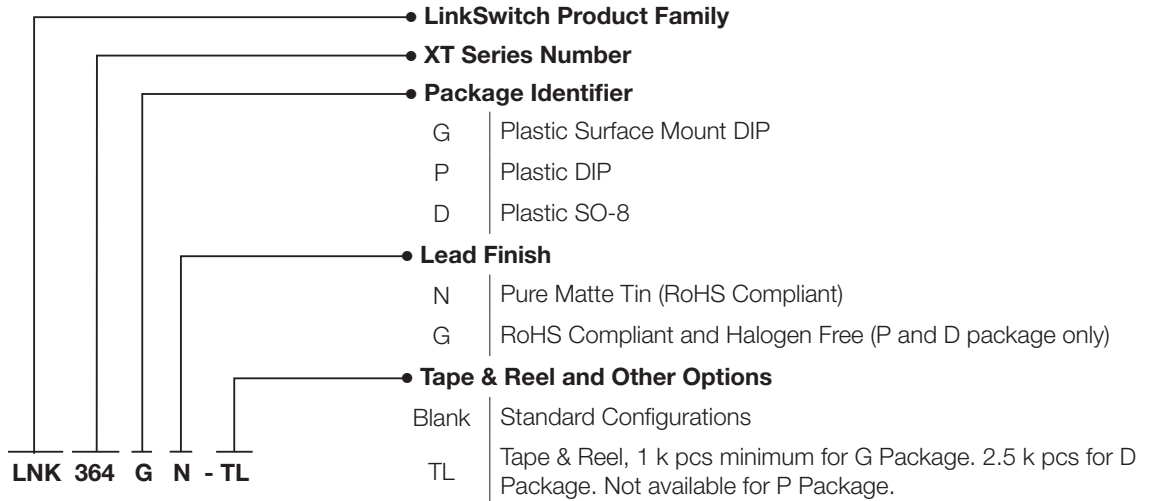 LinkSwitch Product Family
XT Series Number
Package Identifier
G Plastic Surface Mount DIP
P Plastic DIP
D Plastic SO-8
Lead Finish
N Pure Matte Tin (RoHS Compliant)
G RoHS Compliant and Halogen Free (P and D package only)
Tape & Reel and Other Options
Blank Standard Configurations
TL Tape & Reel, 1 k pcs minimum for G Package. 2.5 k pcs for D
Package. Not available for P Package.
LNK 364 G N - TL